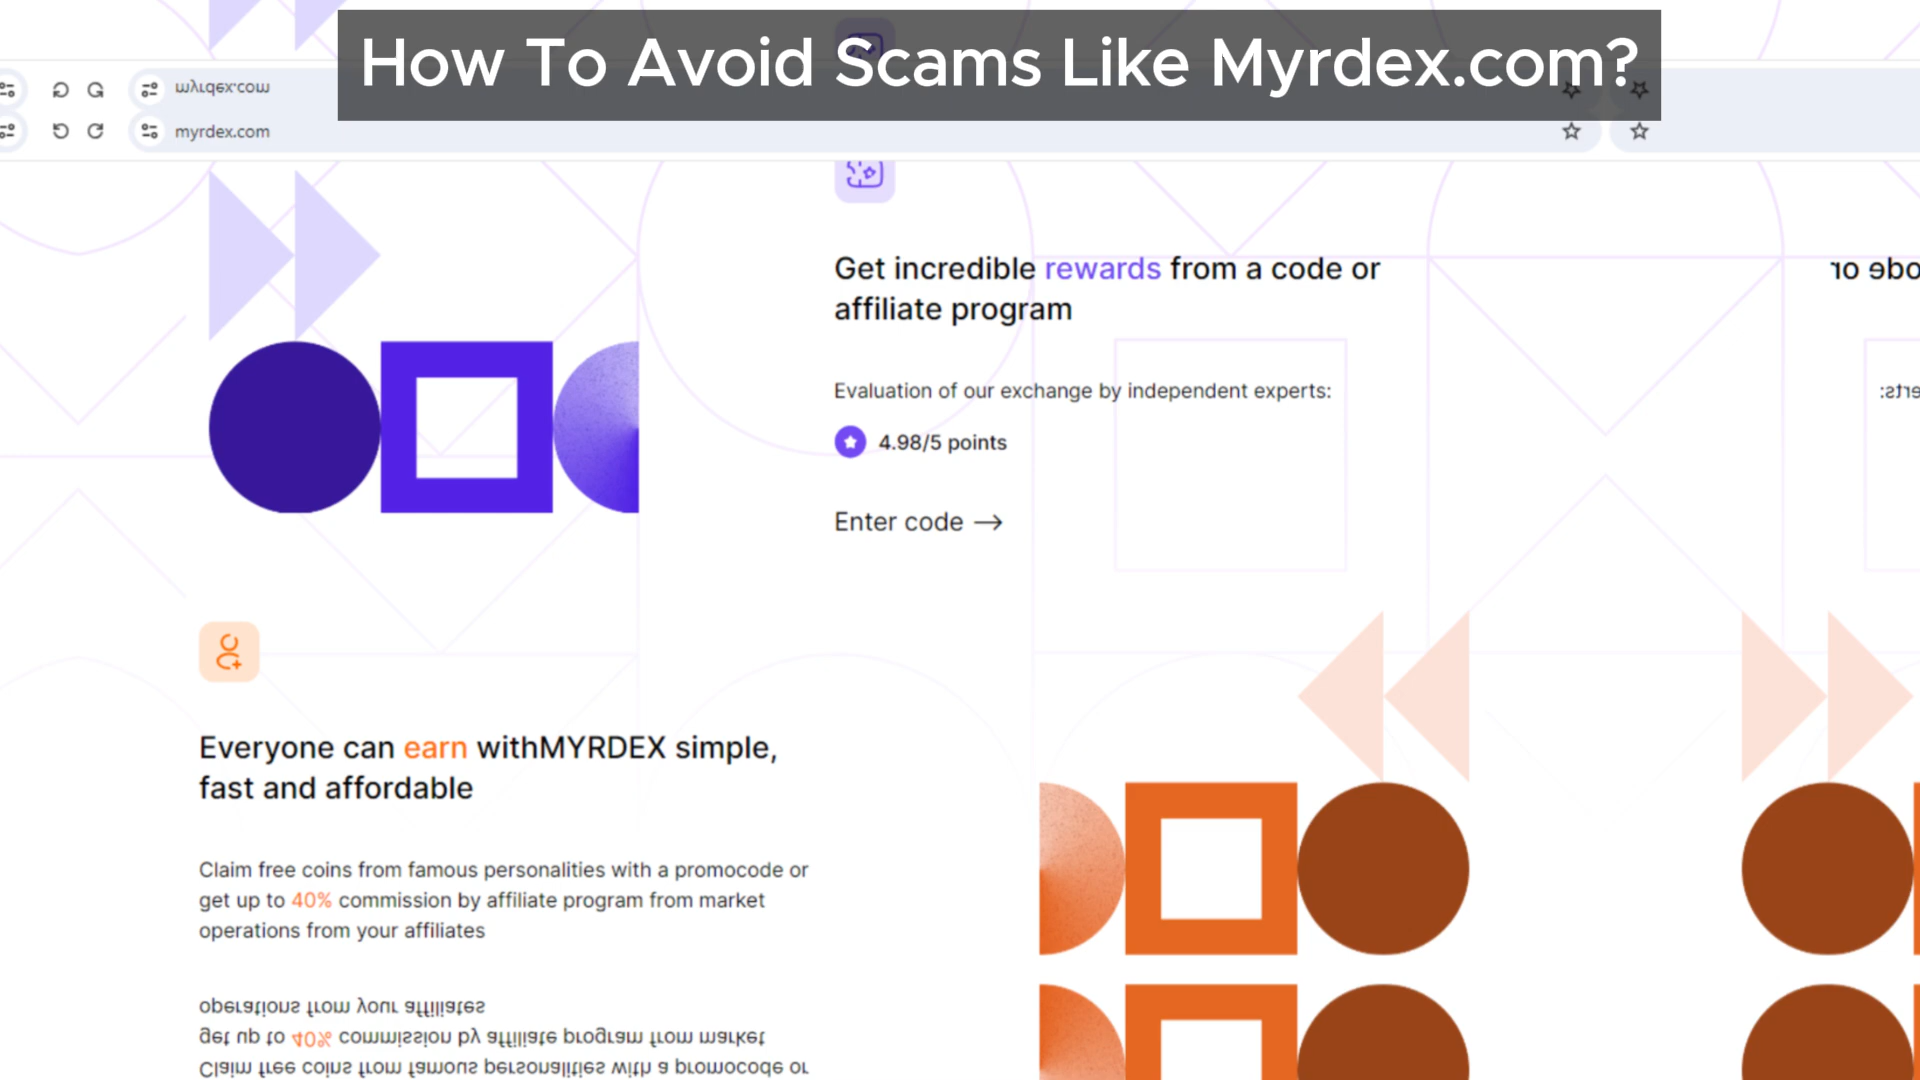 How To Avoid Scams Like Myrdex.com?
myrdex.com
myrdex.com
Get incredible rewards from a code or
affiliate program
ode or
Evaluation of our exchange by independent experts:
erts:
4.98/5 points
Enter code →
Everyone can earn withMYRDEX simple,
fast and affordable
Claim free coins from famous personalities with a promocode or
get up to 40% commission by affiliate program from market
operations from your affiliates
operations from your affiliates
get up to 40% commission by affiliate program from market
Claim free coins from famous personalities with a promocode or